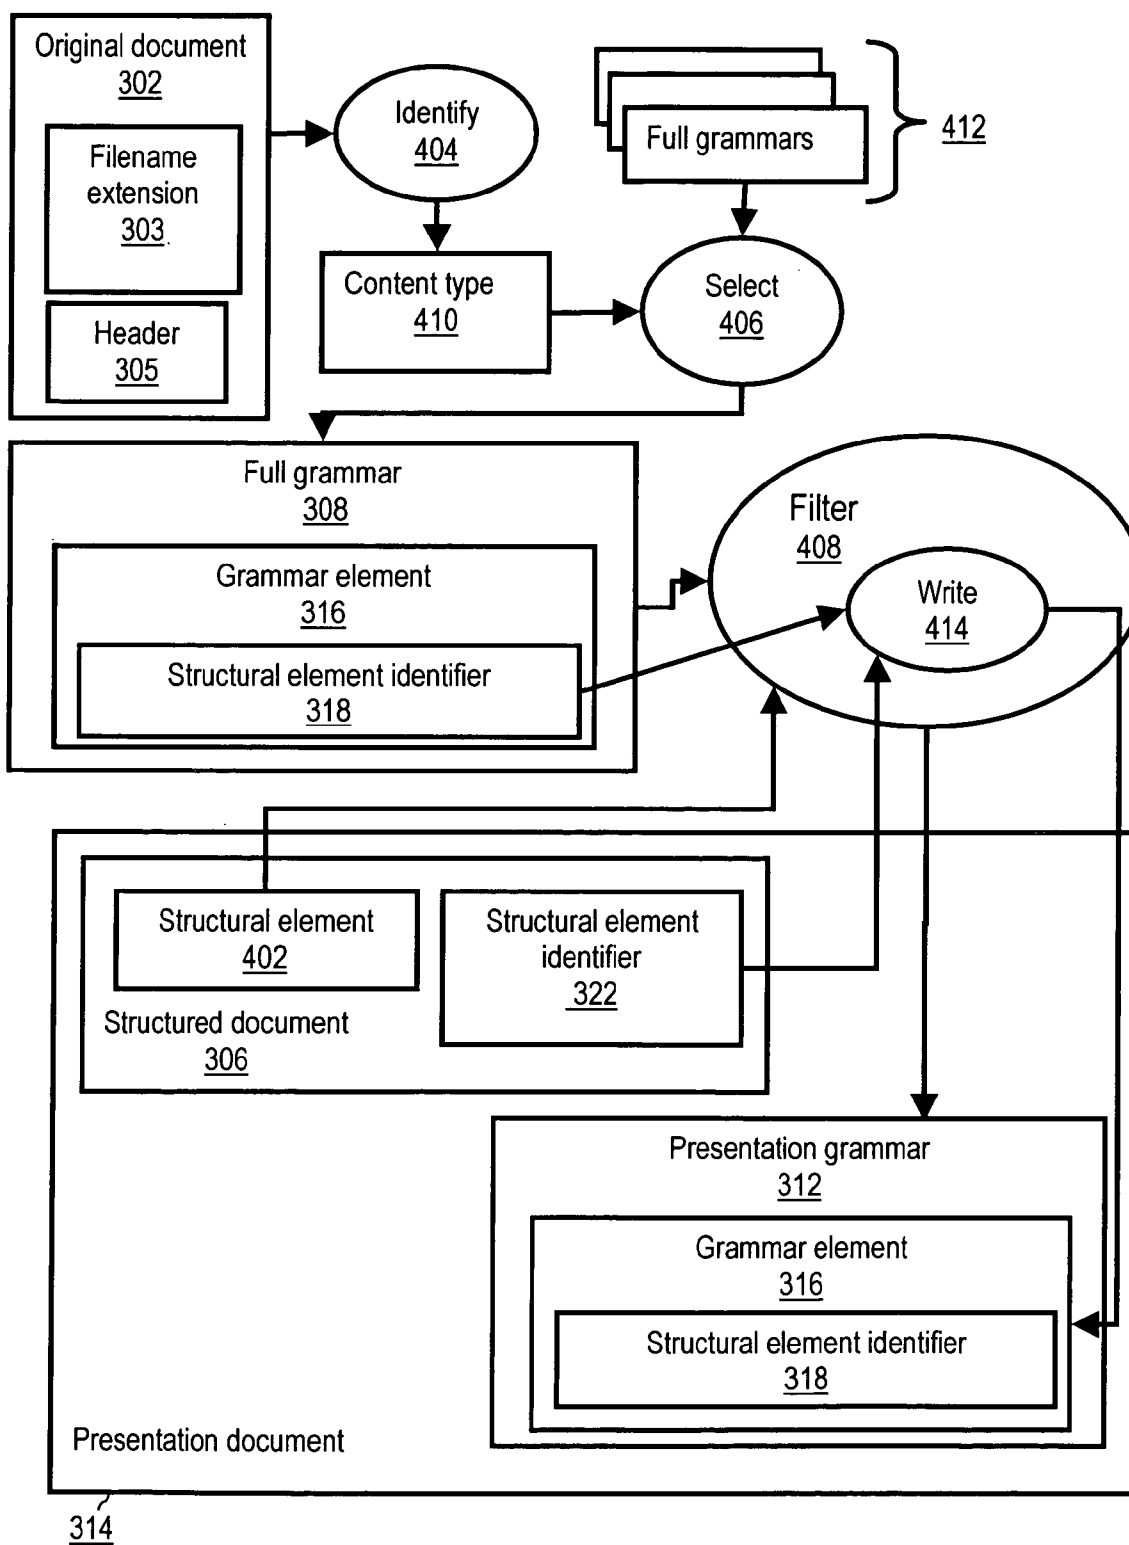 Original document
302
Filename
extension
303
Header
305
Identify
404
Full grammars
412
Content type
410
Select
406
Full grammar
308
Grammar element
316
Structural element identifier
318
Filter
408
Write
414
Structural element
402
Structural element
identifier
322
Structured document
306
Presentation grammar
312
Grammar element
316
Structural element identifier
318
Presentation document
314